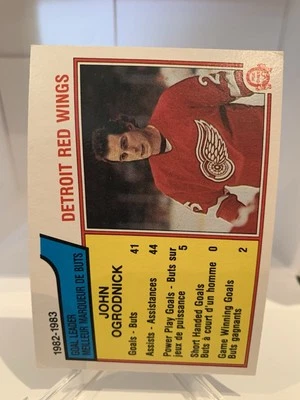 1982-1983
GOAL LEADER
MEILLEUR MARQUEUR DE BUTS
DETROIT RED WINGS
JOHN
OGRODNICK
Goals - Buts 41
Assists - Assistances 44
Power Play Goals - Buts sur
jeux de puissance 5
Short Handed Goals
Buts à court d'un homme 0
Game Winning Goals
Buts gagnants 2